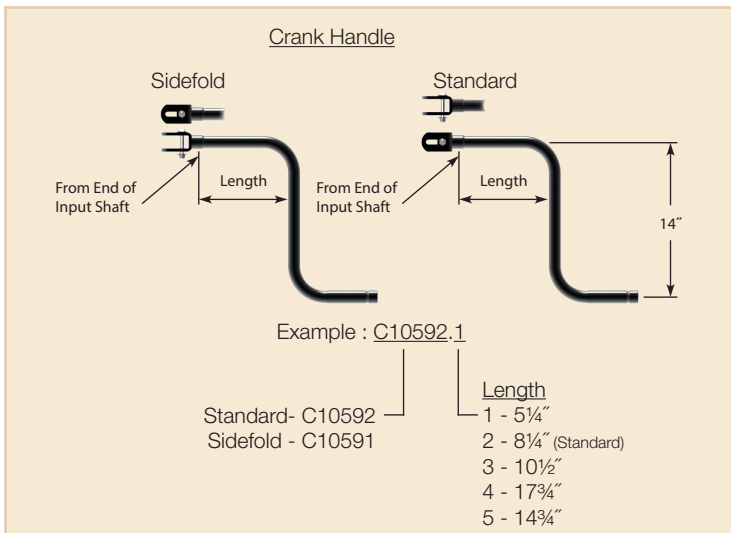 Crank Handle
Sidefold
Standard
From End of
Input Shaft
Length
From End of
Input Shaft
Length
14˝
Example : C10592.1
Standard- C10592
Sidefold - C10591
Length
1 - 5¼˝
2 - 8¼˝ (Standard)
3 - 10½˝
4 - 17¾˝
5 - 14¾˝